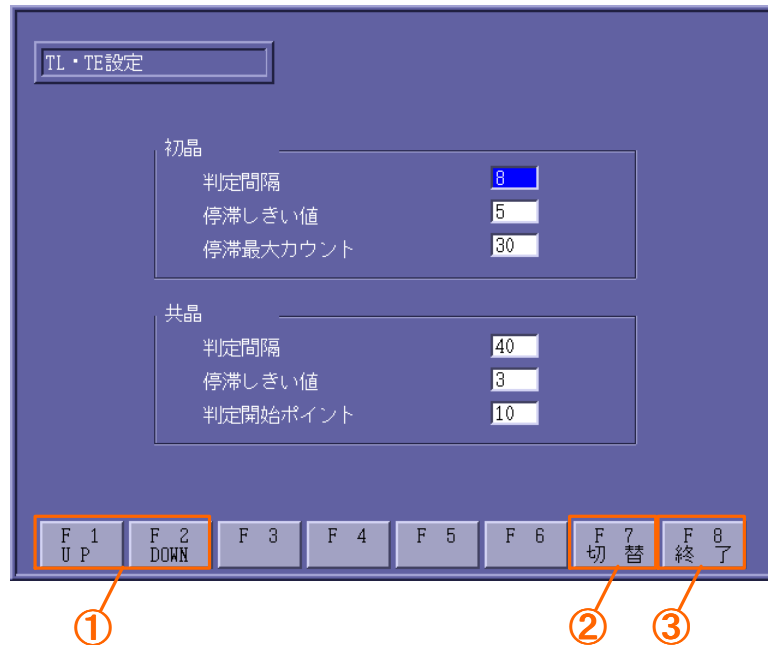 TL・TE設定
初晶
判定間隔 8
停滞しきい値 5
停滞最大カウント 30
共晶
判定間隔 40
停滞しきい値 3
判定開始ポイント 10
F 1 F 2 F 3 F 4 F 5 F 6 F 7 F 8
U P DOWN 切 替 終 了
① ② ③